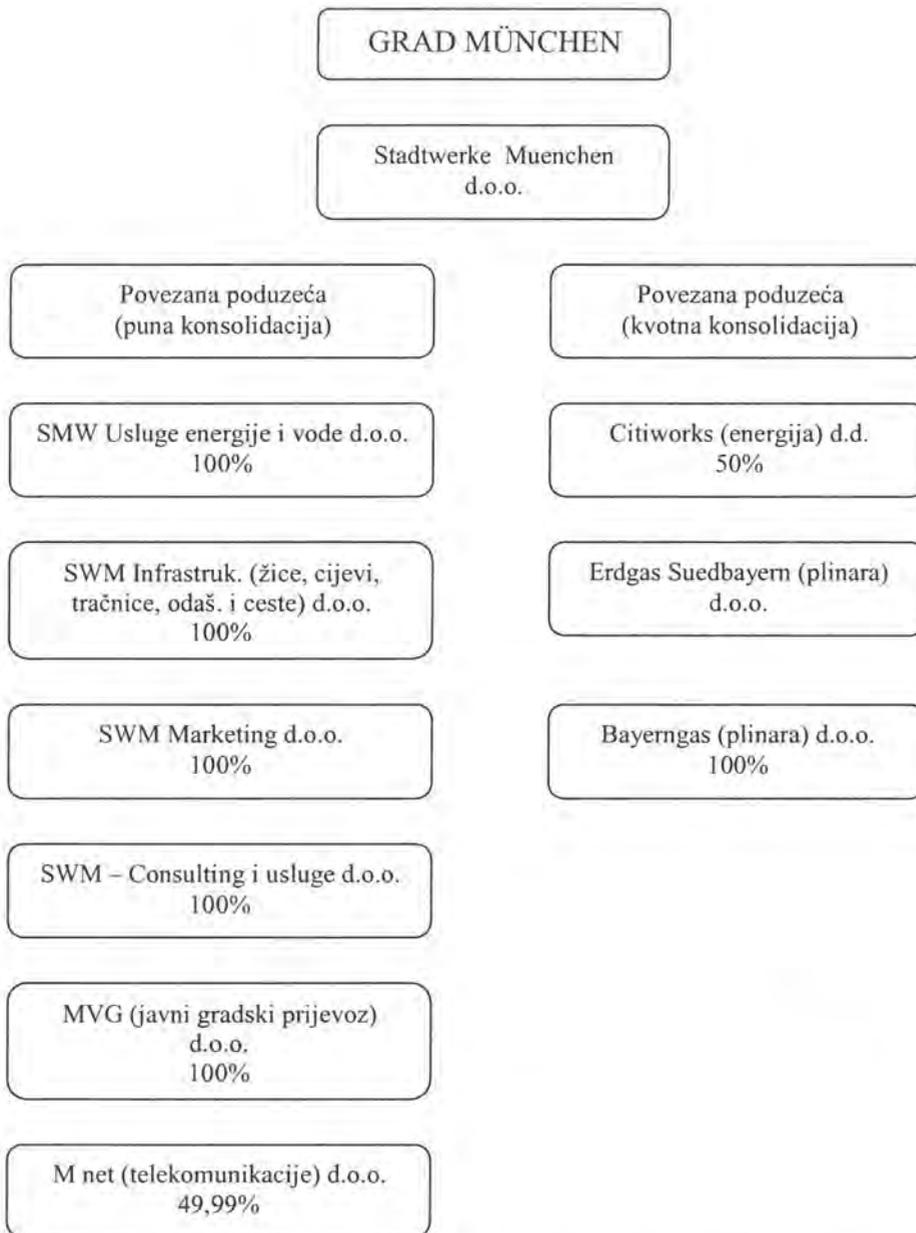 GRAD MÜNCHEN
Stadtwerke Muenchen
d.o.o.
Povezana poduzeća
(puna konsolidacija)
SMW Usluge energije i vode d.o.o.
100%
SWM Infrastruk. (žice, cijevi,
tračnice, odaš. i ceste) d.o.o.
100%
SWM Marketing d.o.o.
100%
SWM – Consulting i usluge d.o.o.
100%
MVG (javni gradski prijevoz)
d.o.o.
100%
M net (telekomunikacije) d.o.o.
49,99%
Povezana poduzeća
(kvotna konsolidacija)
Citiworks (energija) d.d.
50%
Erdgas Suedbayern (plinara)
d.o.o.
Bayerngas (plinara) d.o.o.
100%